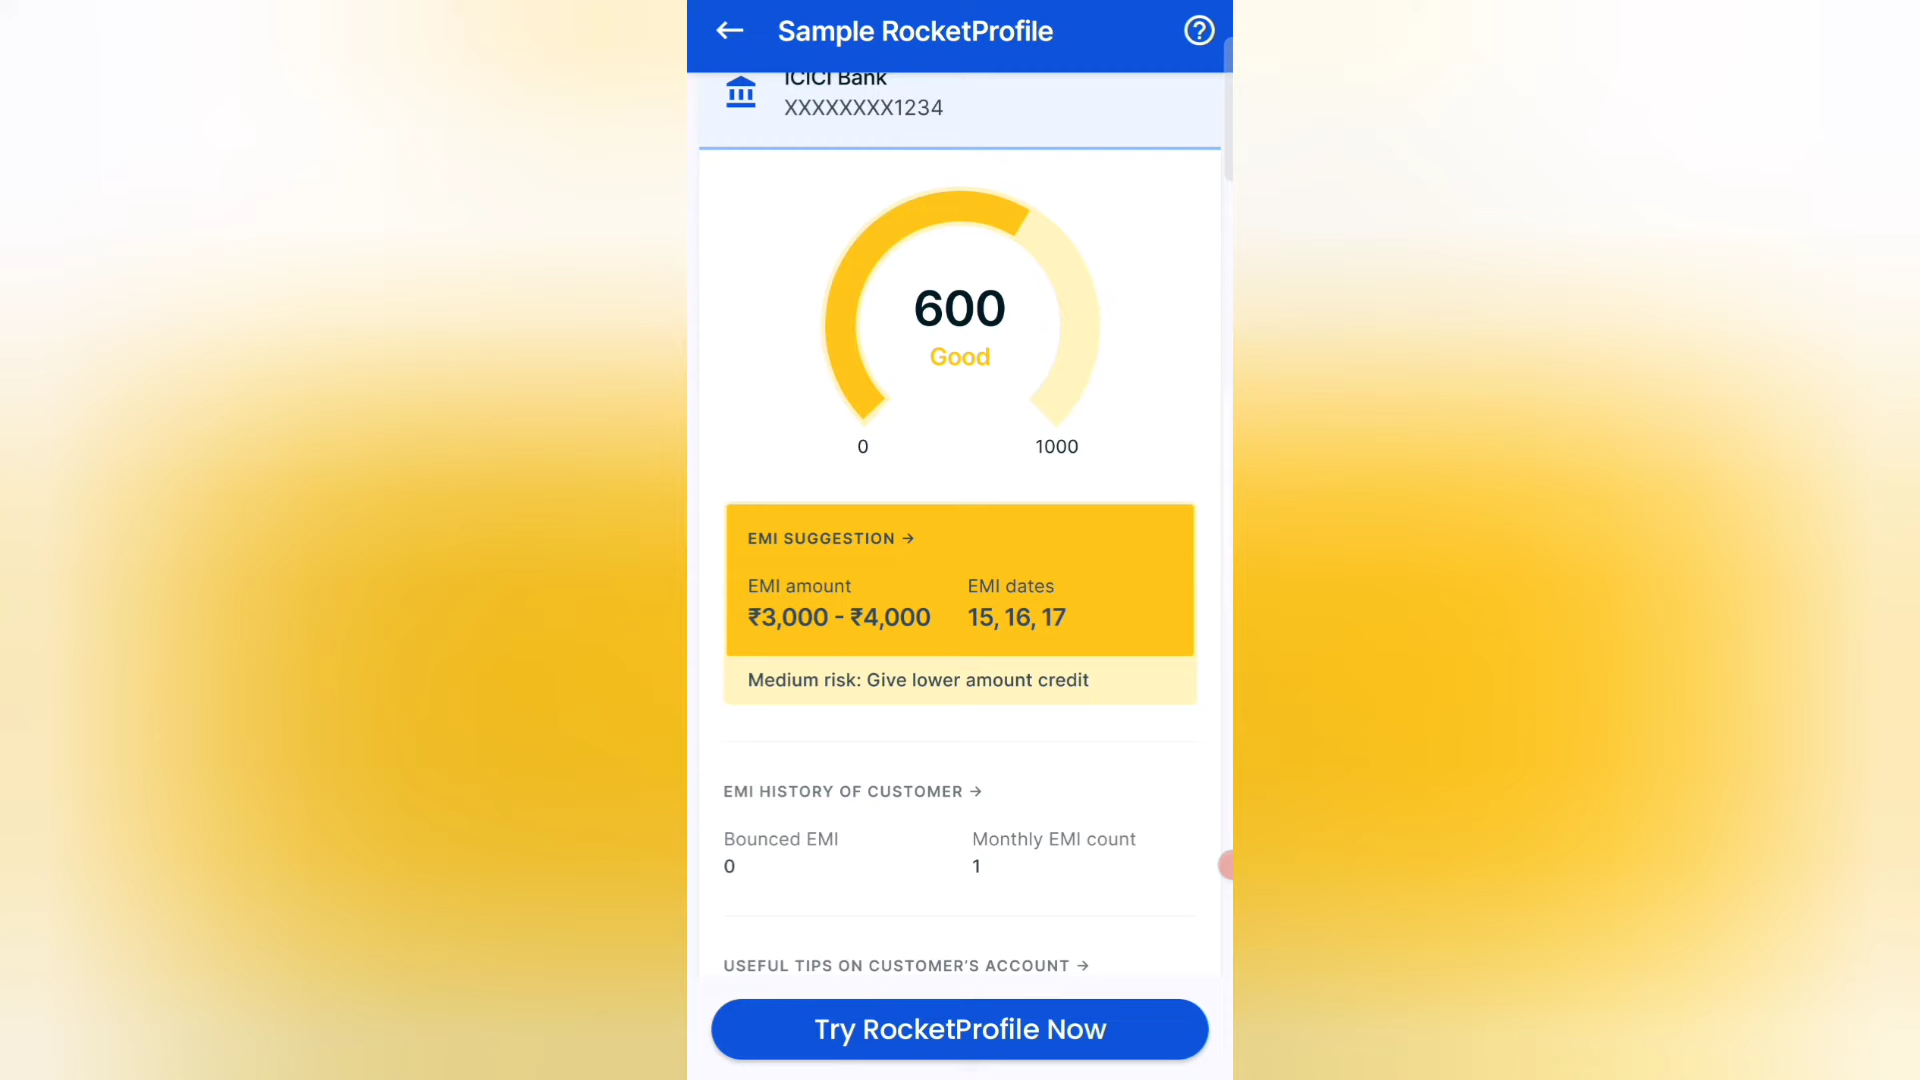 Sample RocketProfile
ICICI Bank
XXXXXXXX1234
600
Good
0 1000
EMI SUGGESTION →
EMI amount EMI dates
₹3,000 - ₹4,000 15, 16, 17
Medium risk: Give lower amount credit
EMI HISTORY OF CUSTOMER →
Bounced EMI Monthly EMI count
0 1
USEFUL TIPS ON CUSTOMER'S ACCOUNT →
Try RocketProfile Now